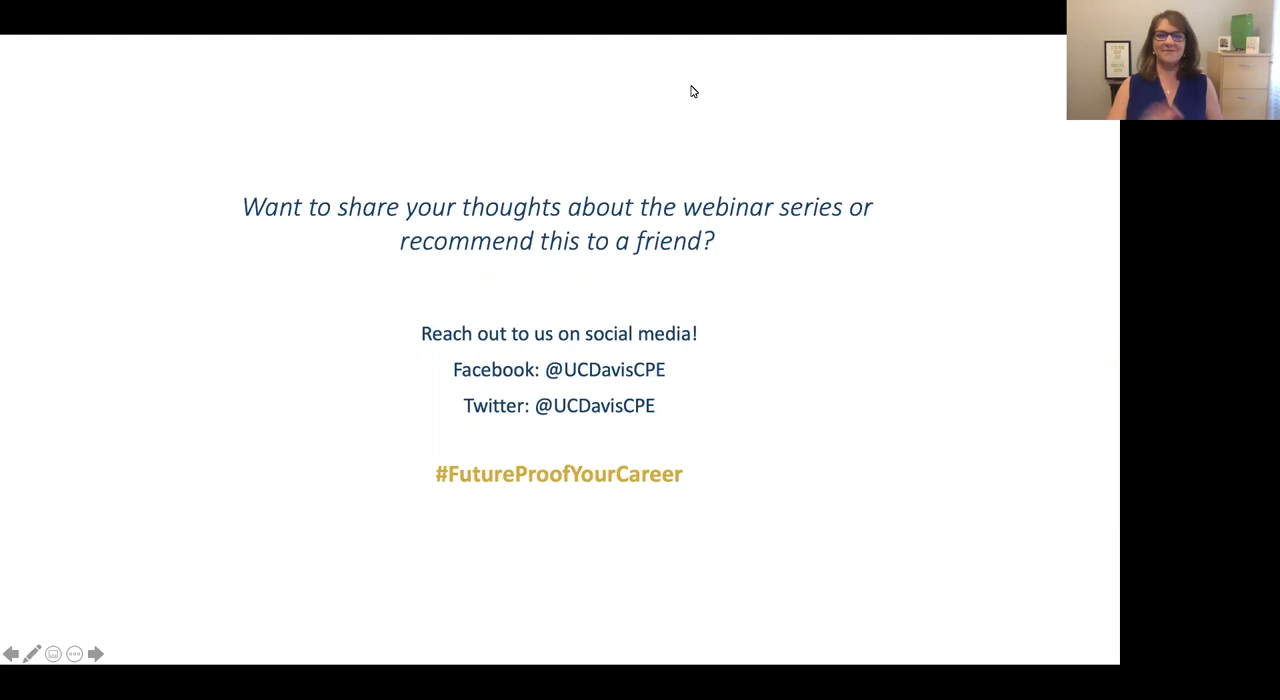 Want to share your thoughts about the webinar series or
recommend this to a friend?
Reach out to us on social media!
Facebook: @UCDavisCPE
Twitter: @UCDavisCPE
#FutureProofYourCareer